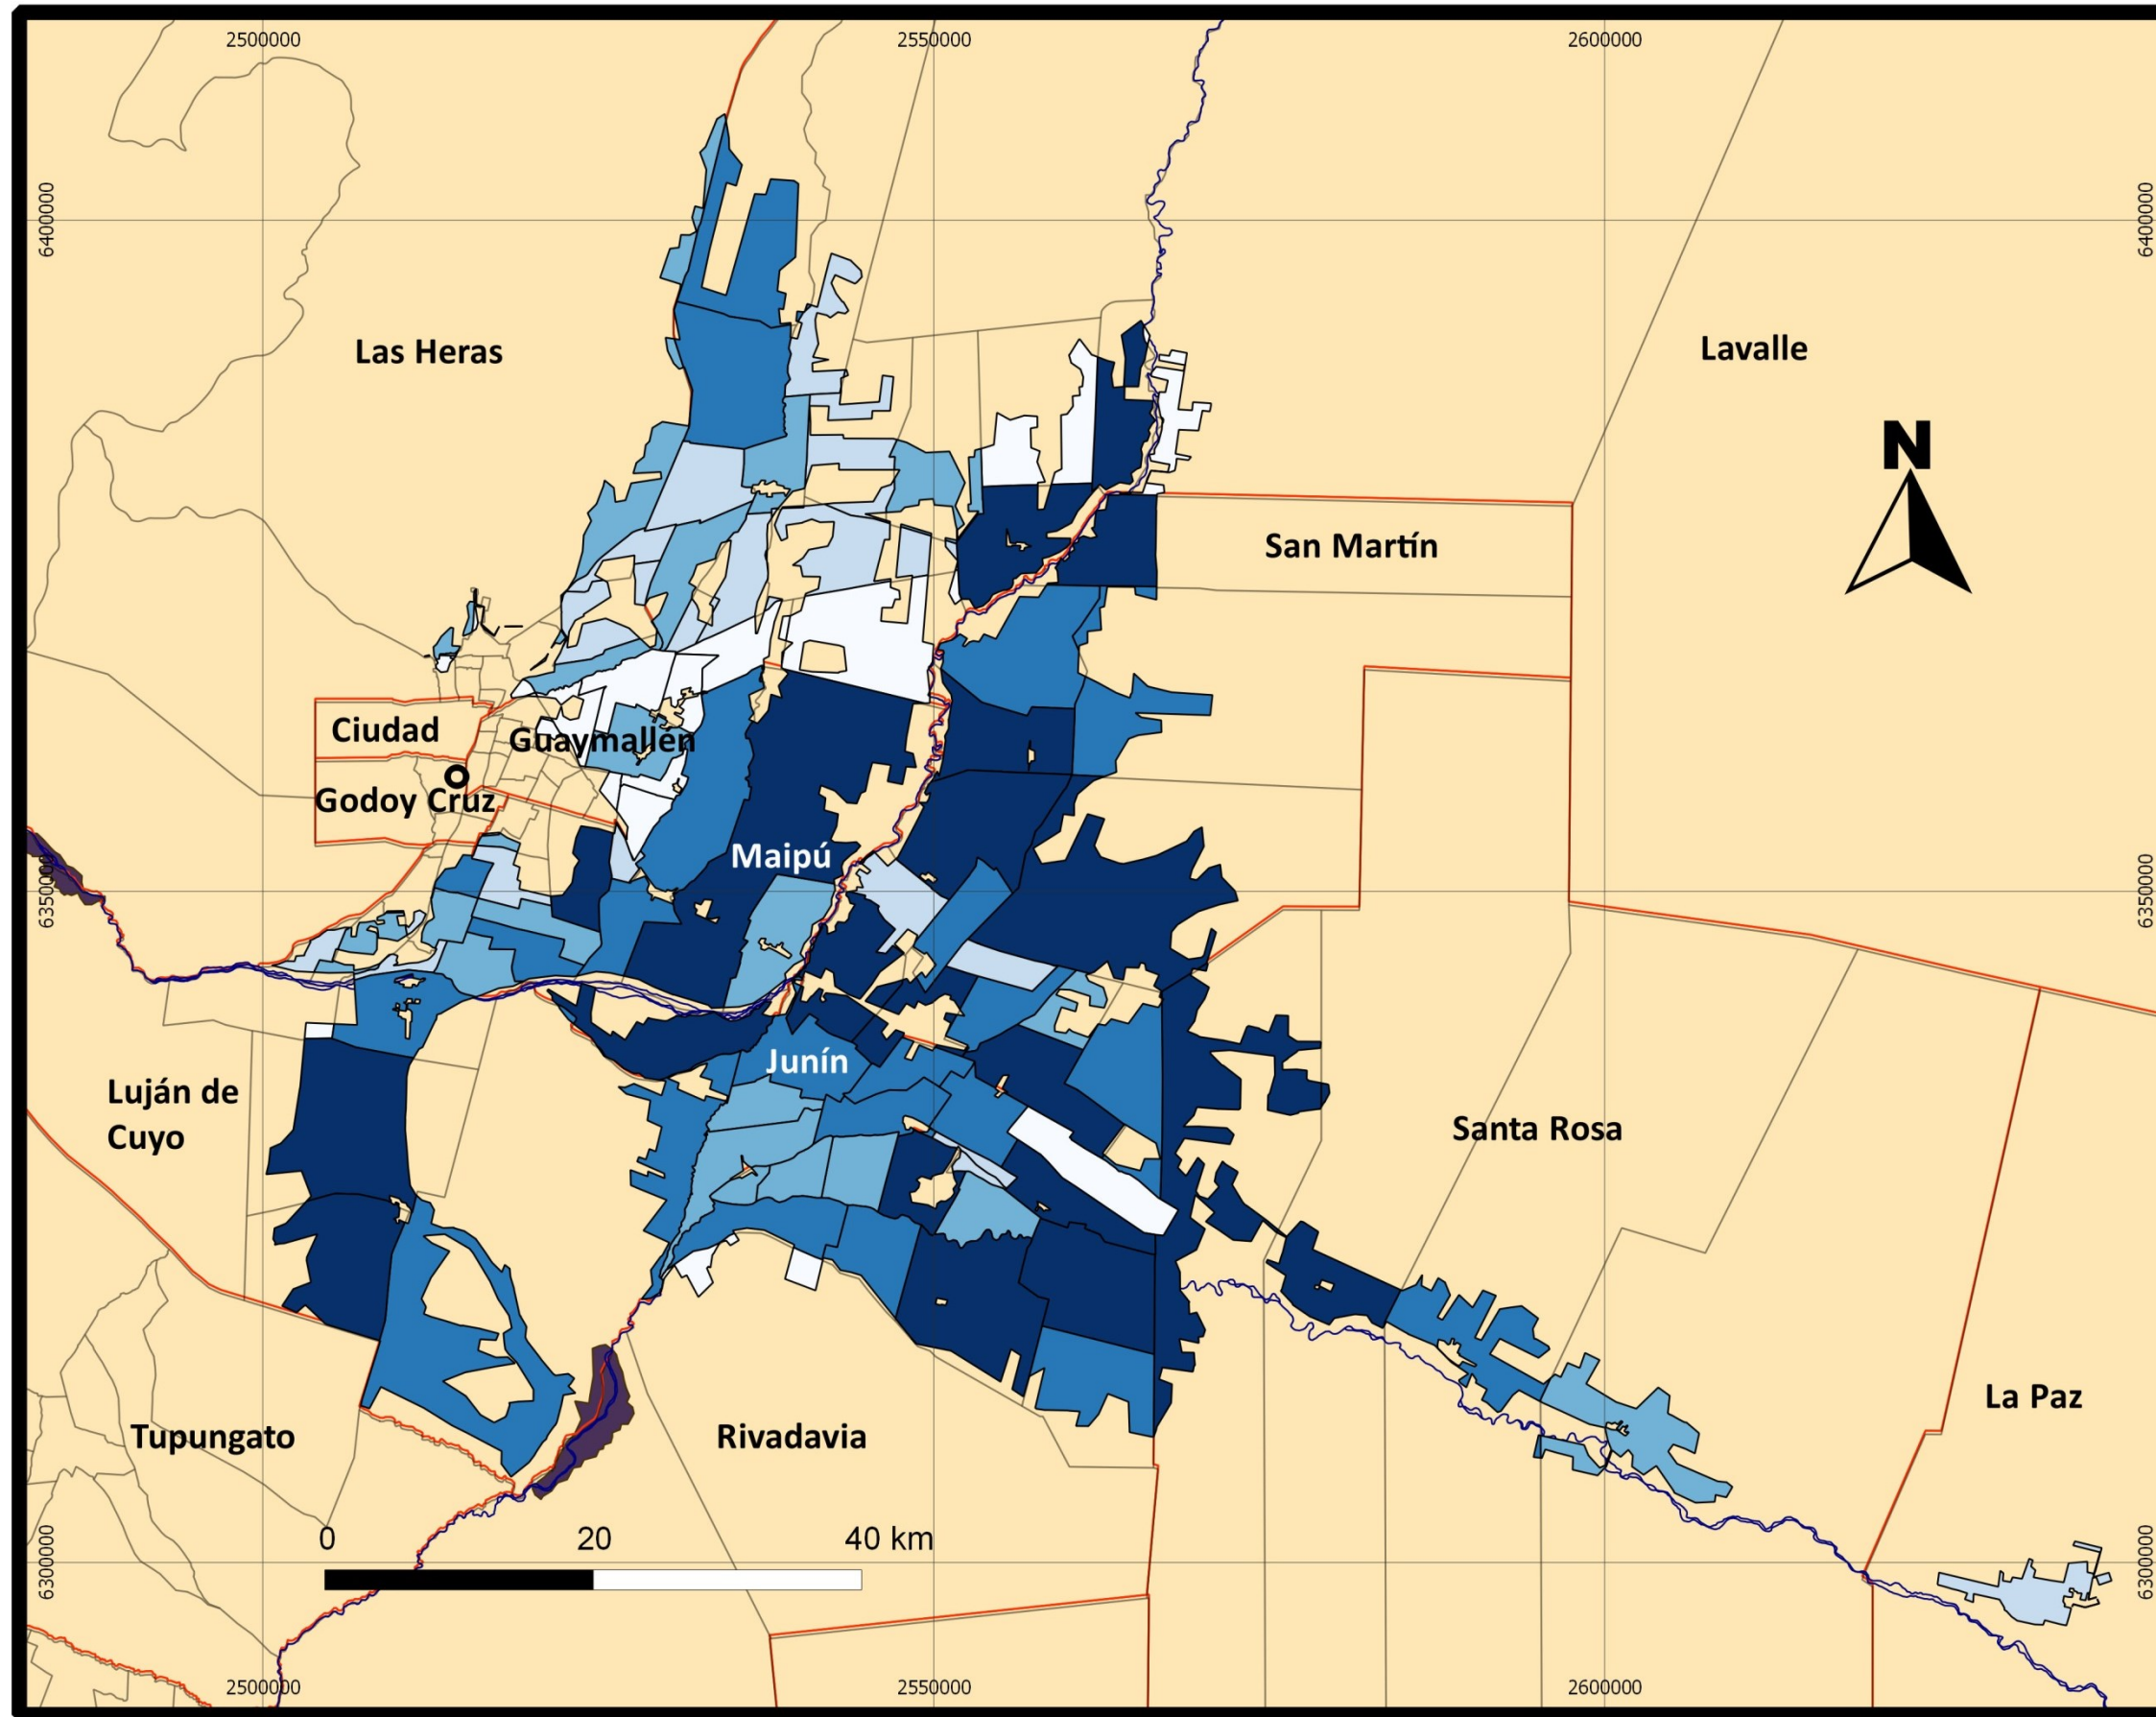 2500000
2550000
2600000
6400000
6400000
Las Heras
Lavalle
N
San Martín
Ciudad
Guaymallén
Godoy Cruz
Maipú
6350000
6350000
Junín
Luján de
Cuyo
Santa Rosa
La Paz
Tupungato
Rivadavia
0
20
40 km
6300000
6300000
2500000
2550000
2600000